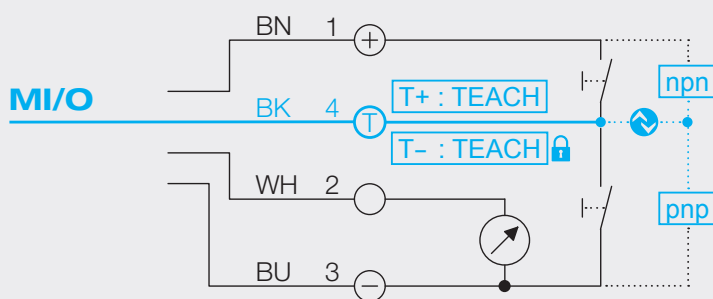 BN 1 +
npn
MI/O
BK 4 T
T+ : TEACH
T– : TEACH
WH 2
pnp
BU 3 –